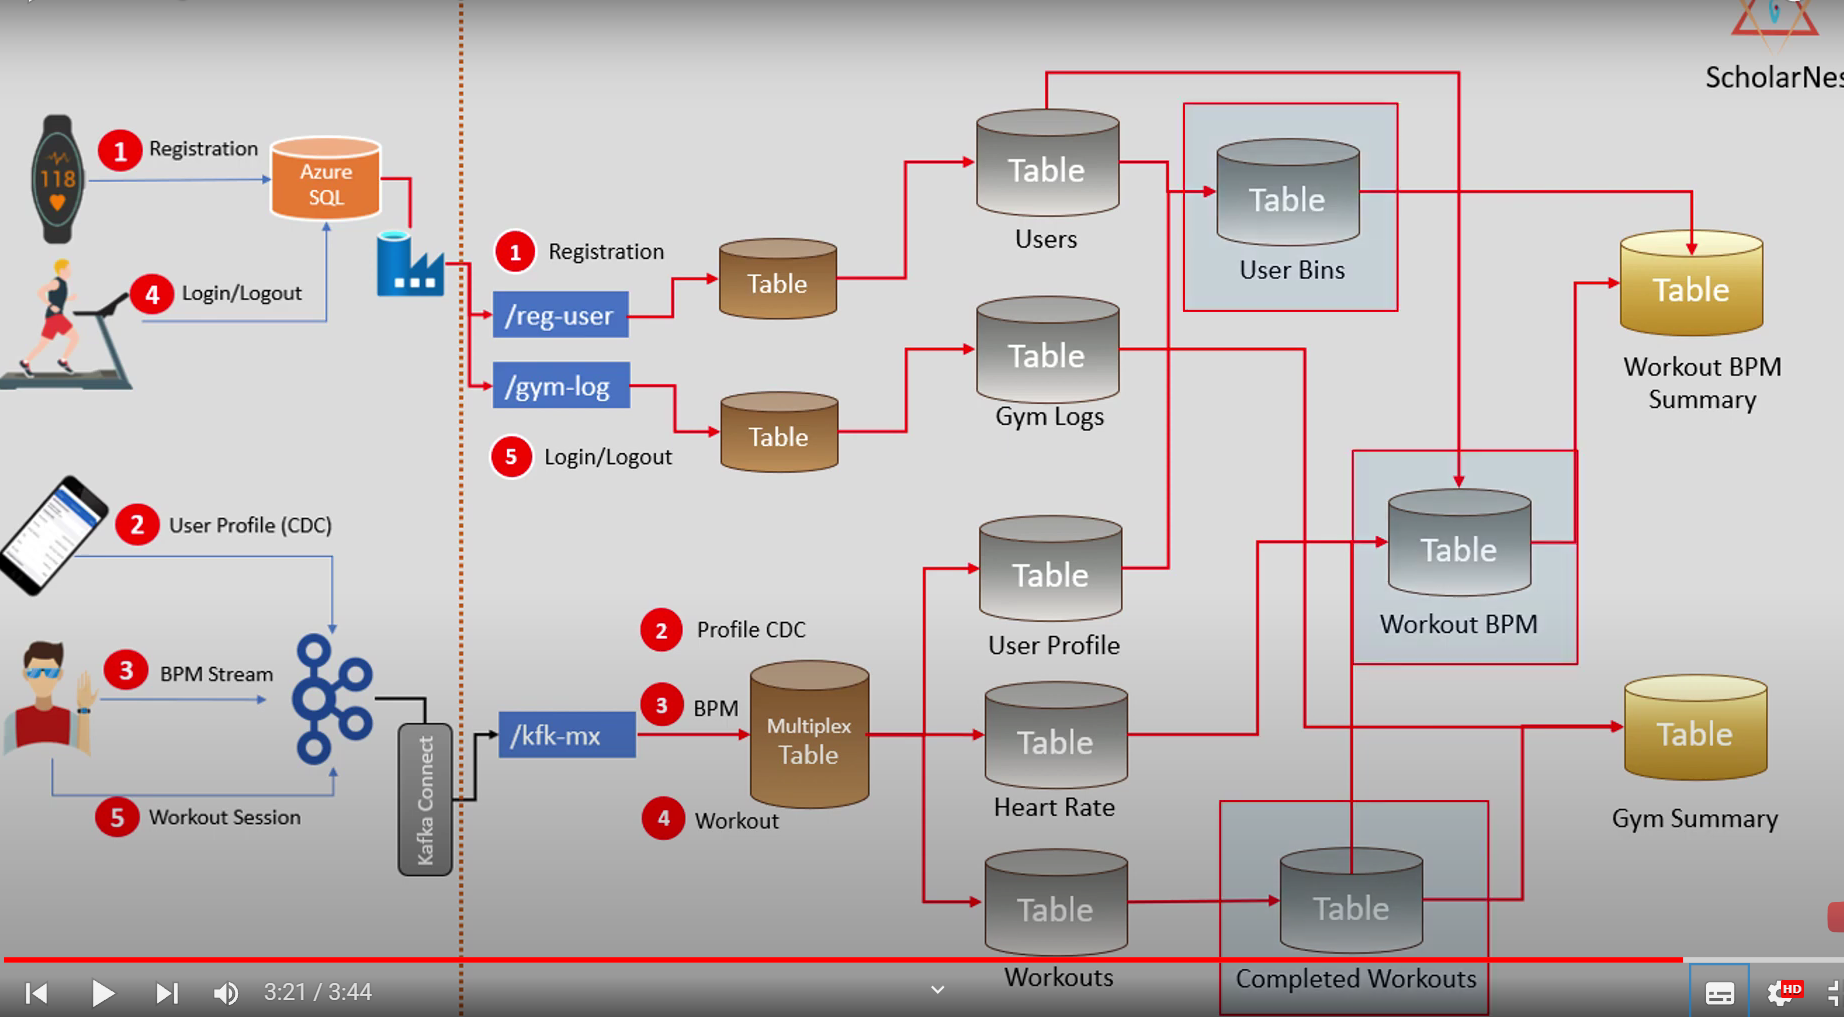 ScholarNes
118
1
Registration
Azure
SQL
4
Login/Logout
1
Registration
/reg-user
/gym-log
5
Login/Logout
Table
Table
Table
Users
Table
User Bins
Table
Gym Logs
Table
Workout BPM
Summary
2
User Profile (CDC)
3
BPM Stream
5
Workout Session
Kafka Connect
/kfk-mx
2
Profile CDC
3
BPM
4
Workout
Multiplex
Table
Table
User Profile
Table
Heart Rate
Table
Workouts
Table
Workout BPM
Table
Completed Workouts
Table
Gym Summary
3:21 / 3:44
HD